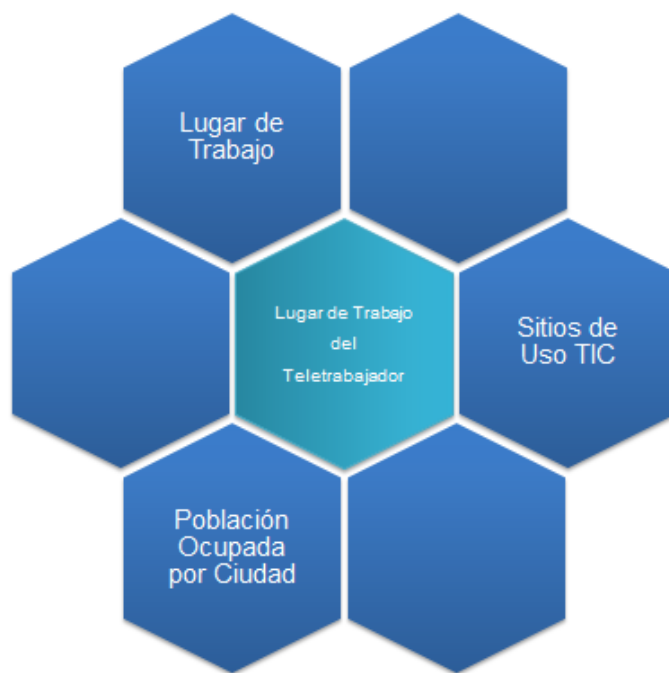 Lugar de
Trabajo
Lugar de Trabajo
del
Teletrabajador
Sitios de
Uso TIC
Población
Ocupada
por Ciudad